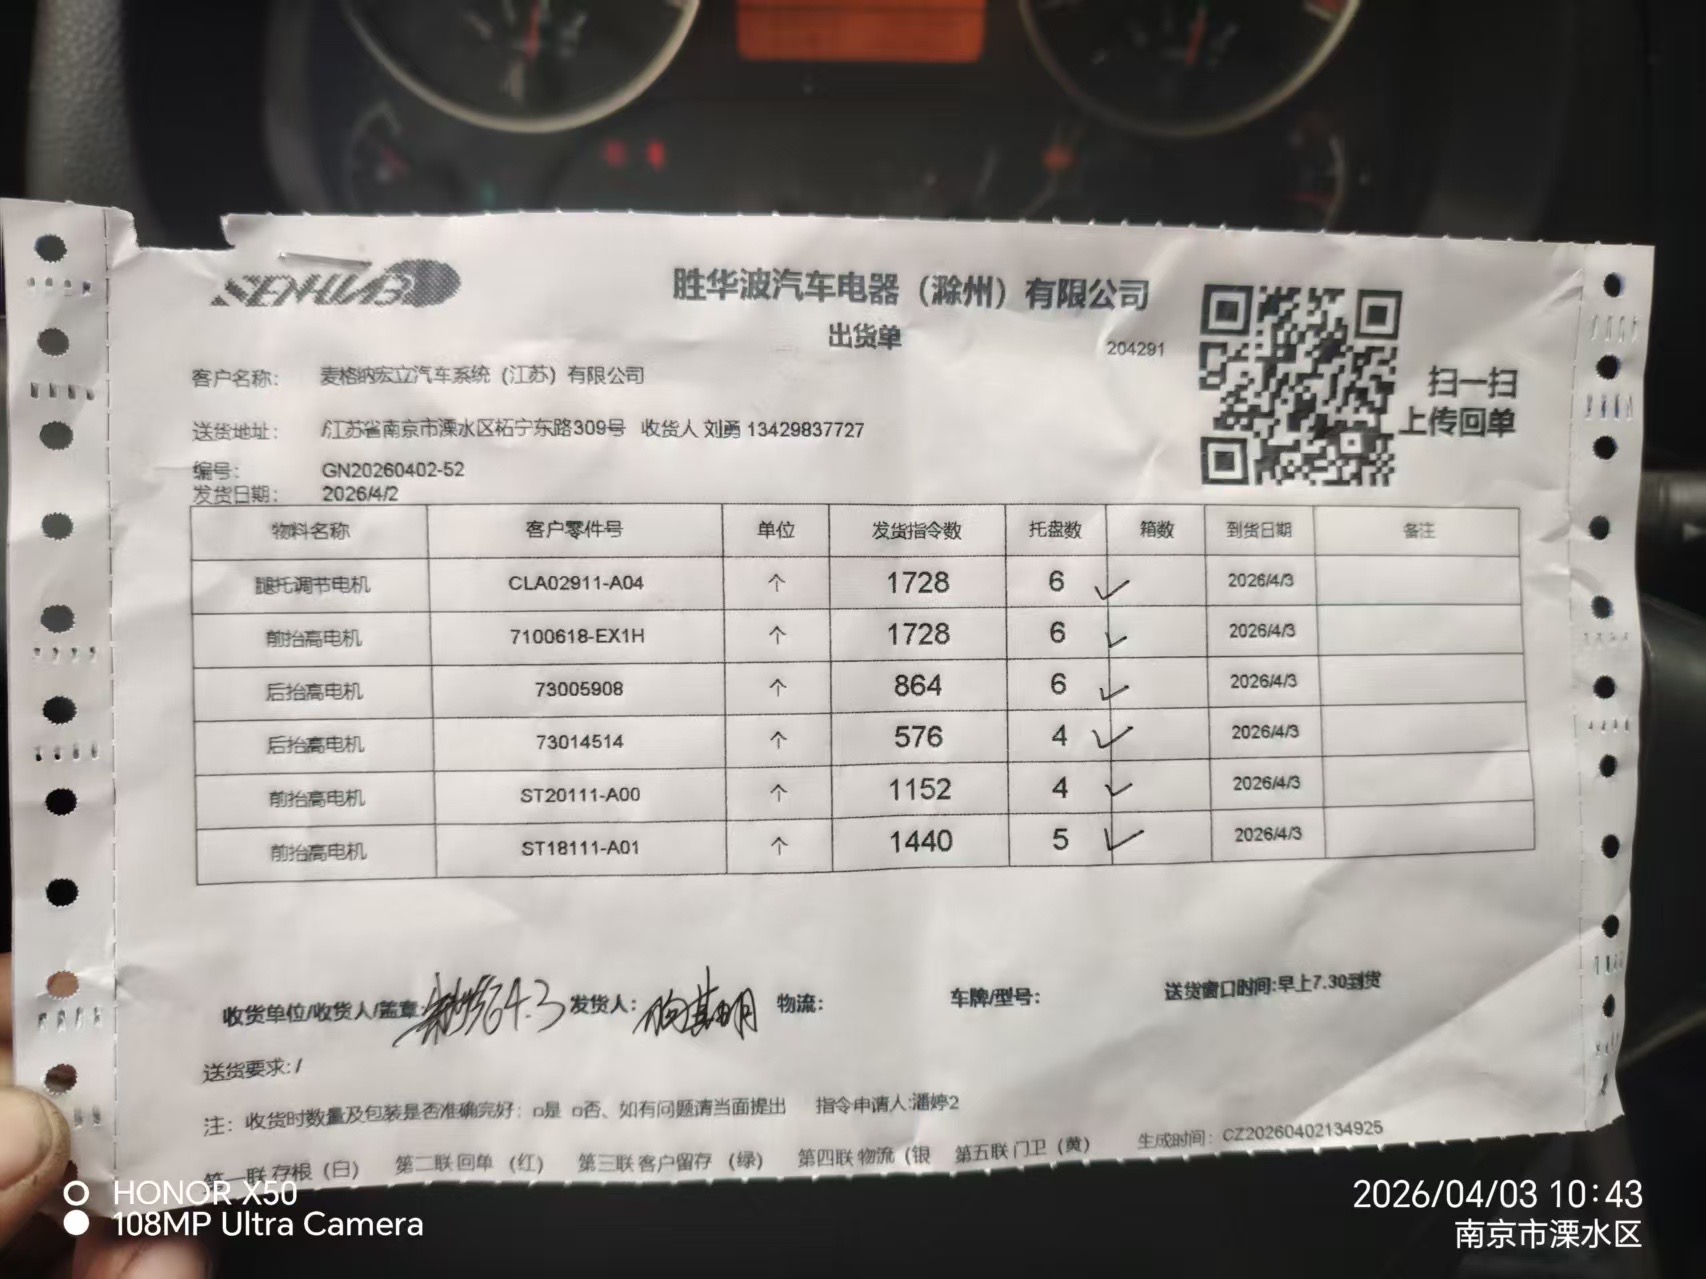 SENHUAB
胜华波汽车电器（滁州）有限公司
出货单
204291
扫一扫
上传回单
客户名称： 麦格纳宏立汽车系统（江苏）有限公司
送货地址： /江苏省南京市溧水区柘宁东路309号 收货人 刘勇 13429837727
编号： GN20260402-52
发货日期： 2026/4/2
物料名称 客户零件号 单位 发货指令数 托盘数 箱数 到货日期 备注
腿托调节电机 CLA02911-A04 个 1728 6 ✓ 2026/4/3
前抬高电机 7100618-EX1H 个 1728 6 ✓ 2026/4/3
后抬高电机 73005908 个 864 6 ✓ 2026/4/3
后抬高电机 73014514 个 576 4 ✓ 2026/4/3
前抬高电机 ST20111-A00 个 1152 4 ✓ 2026/4/3
前抬高电机 ST18111-A01 个 1440 5 ✓ 2026/4/3
收货单位/收货人/盖章: 4.3 发货人: 物流: 车牌/型号: 送货窗口时间:早上7.30到货
送货要求: /
注：收货时数量及包装是否准确完好；□是 □否、如有问题请当面提出 指令申请人:潘婷2
第一联 存根（白） 第二联 回单（红） 第三联 客户留存（绿） 第四联 物流（银 第五联 门卫（黄） 生成时间：CZ20260402134925
HONOR X50
108MP Ultra Camera
2026/04/03 10:43
南京市溧水区